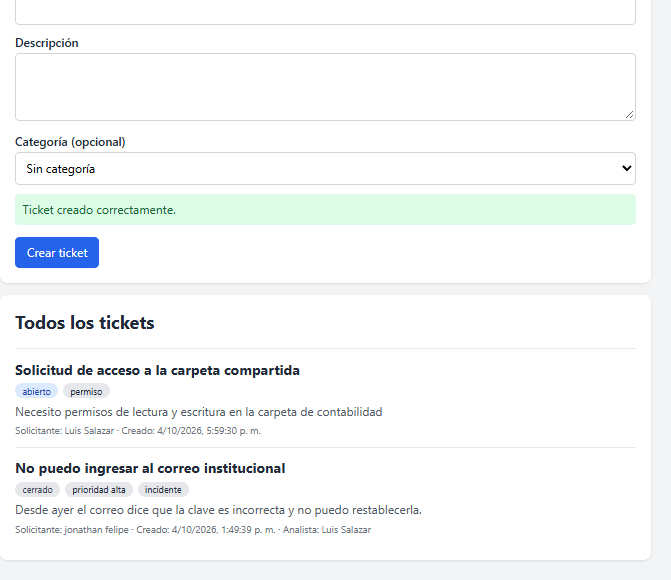 Descripción
Categoría (opcional)
Sin categoría
Ticket creado correctamente.
Crear ticket
Todos los tickets
Solicitud de acceso a la carpeta compartida
abierto permiso
Necesito permisos de lectura y escritura en la carpeta de contabilidad
Solicitante: Luis Salazar · Creado: 4/10/2026, 5:59:30 p. m.
No puedo ingresar al correo institucional
cerrado prioridad alta incidente
Desde ayer el correo dice que la clave es incorrecta y no puedo restablecerla.
Solicitante: jonathan felipe · Creado: 4/10/2026, 1:49:39 p. m. · Analista: Luis Salazar